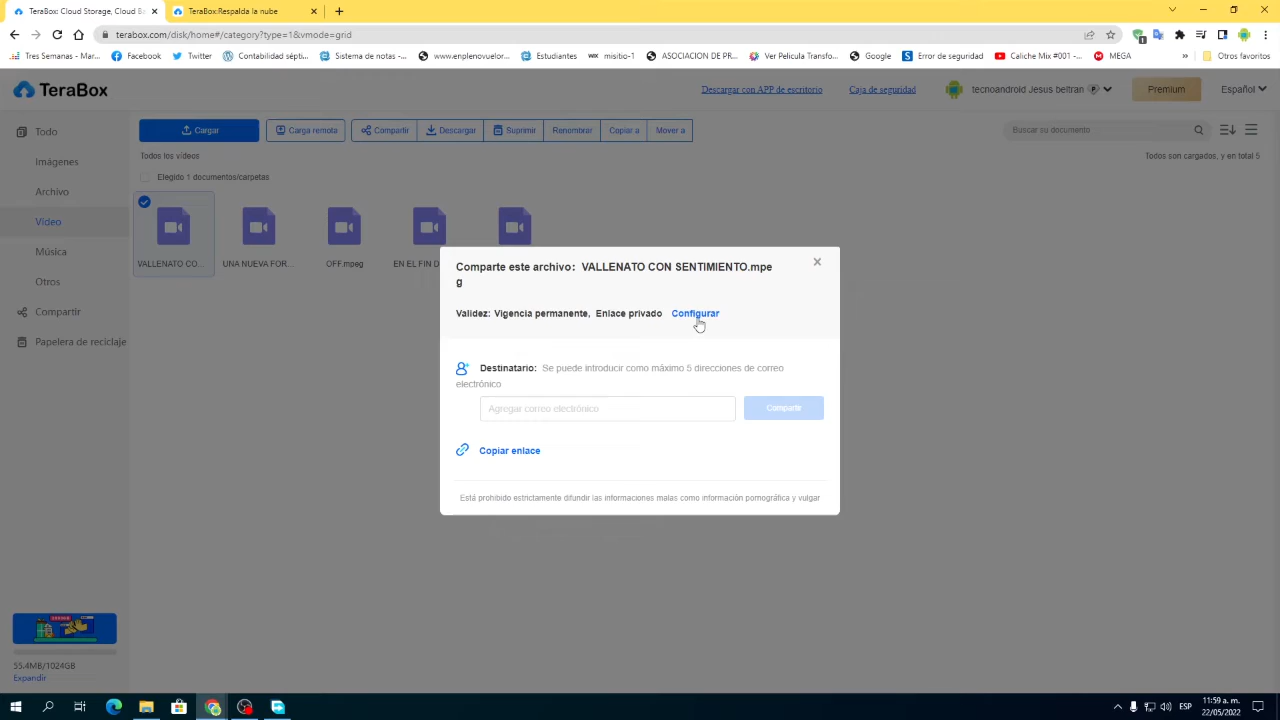 TeraBox: Cloud Storage, Cloud Ba
TeraBox:Respalda la nube
terabox.com/disk/home#/category?type=1&vmode=grid
Tres Semanas - Mar...
Facebook
Twitter
Contabilidad sépti...
Sistema de notas -...
www.enplenovuelor...
Estudiantes
WIX misitio-1
ASOCIACION DE PR...
Ver Pelicula Transfo...
Google
Error de seguridad
Caliche Mix #001 -...
MEGA
»
Otros favoritos
TeraBox
Descargar con APP de escritorio
Caja de seguridad
tecnoandroid Jesus beltran
P
Premium
Español
Todo
Imágenes
Archivo
Vídeo
Música
Otros
Compartir
Papelera de reciclaje
Cargar
Carga remota
Compartir
Descargar
Suprimir
Renombrar
Copiar a
Mover a
Buscar su documento
Todos los vídeos
Todos son cargados, y en total 5
Elegido 1 documentos/carpetas
VALLENATO CO...
UNA NUEVA FOR...
OFF.mpeg
EN EL FIN D
Comparte este archivo: VALLENATO CON SENTIMIENTO.mpe
g
Validez: Vigencia permanente, Enlace privado Configurar
Destinatario: Se puede introducir como máximo 5 direcciones de correo
electrónico
Agregar correo electrónico
Compartir
Copiar enlace
Está prohibido estrictamente difundir las informaciones malas como información pornográfica y vulgar
55.4MB/1024GB
Expandir
ESP
11:59 a. m.
22/05/2022